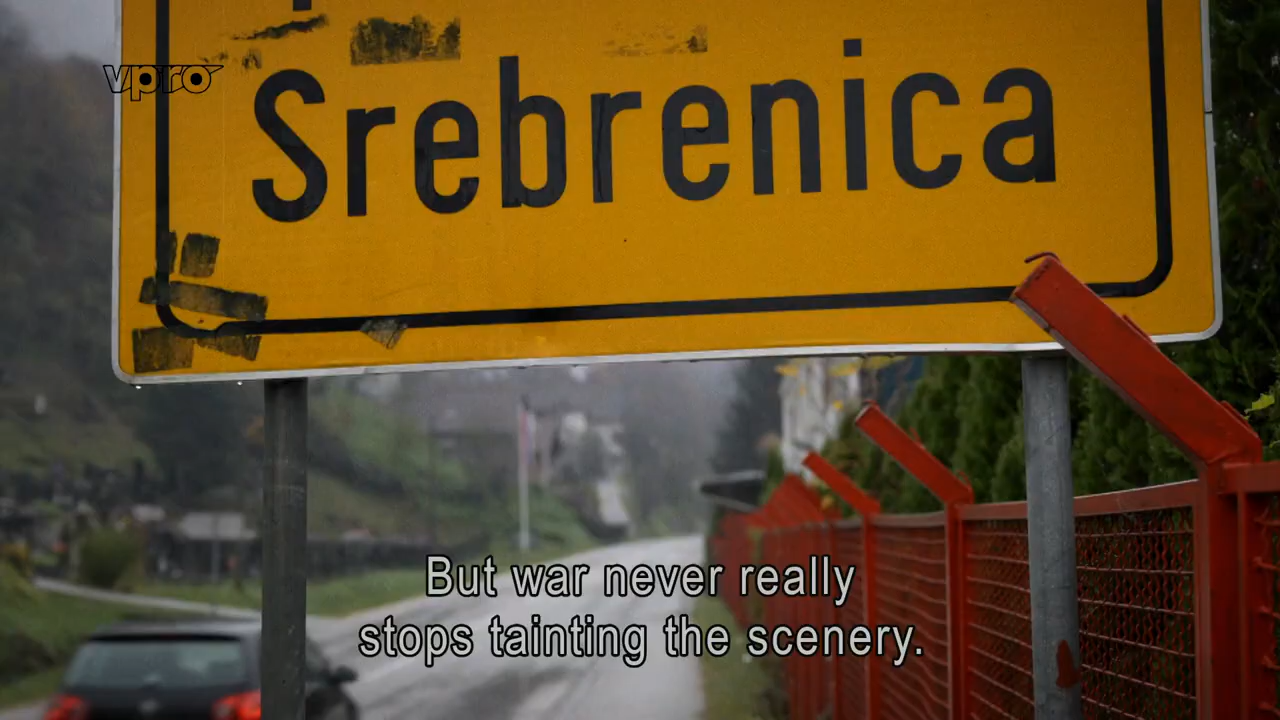 vpro
Srebrenica
But war never really
stops tainting the scenery.